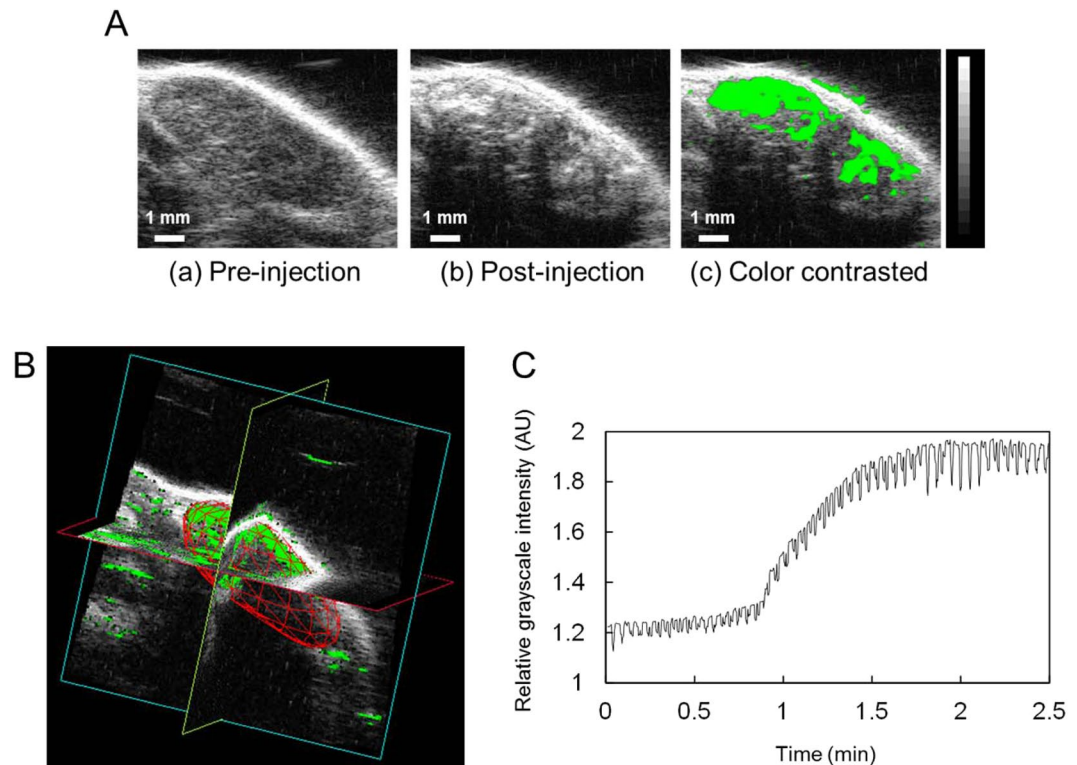 A
1 mm
1 mm
1 mm
(a) Pre-injection
(b) Post-injection
(c) Color contrasted
B
C
Relative grayscale intensity (AU)
2
1.8
1.6
1.4
1.2
1
0
0.5
1
1.5
2
2.5
Time (min)